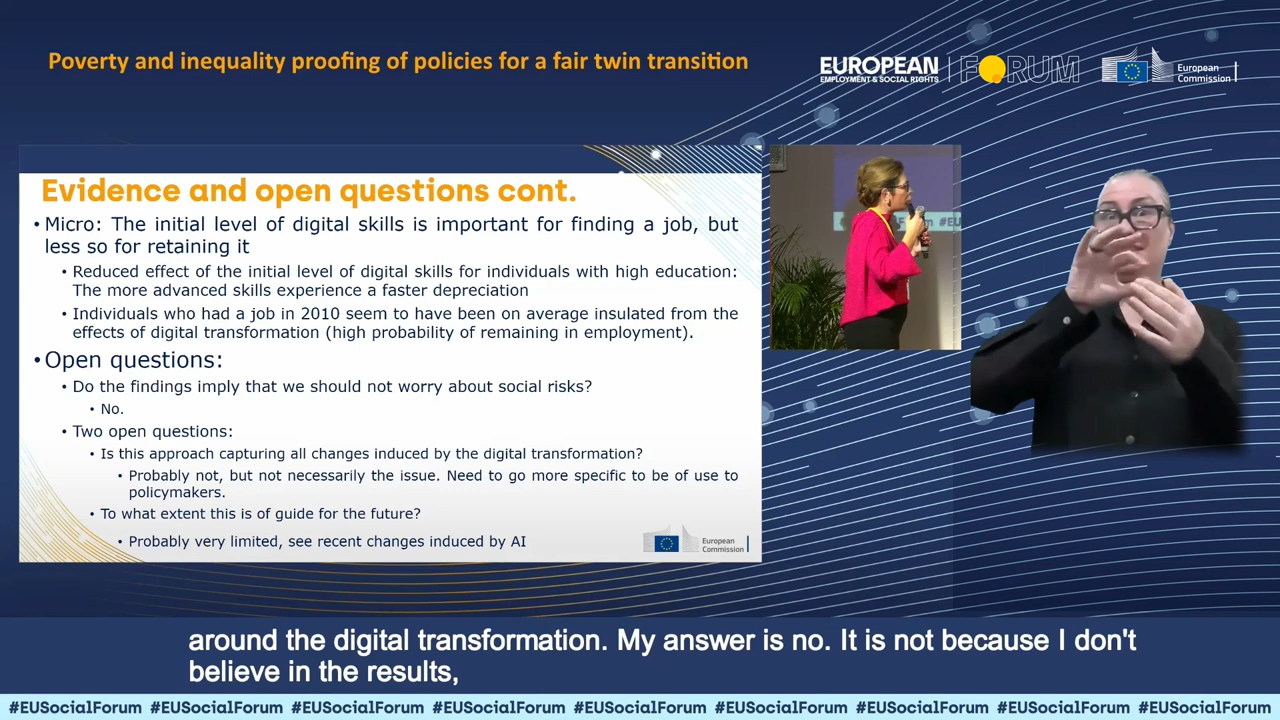 Poverty and inequality proofing of policies for a fair twin transition
EUROPEAN
EMPLOYMENT & SOCIAL RIGHTS
FORUM
European
Commission
Evidence and open questions cont.
• Micro: The initial level of digital skills is important for finding a job, but
less so for retaining it
• Reduced effect of the initial level of digital skills for individuals with high education:
The more advanced skills experience a faster depreciation
• Individuals who had a job in 2010 seem to have been on average insulated from the
effects of digital transformation (high probability of remaining in employment).
• Open questions:
• Do the findings imply that we should not worry about social risks?
• No.
• Two open questions:
• Is this approach capturing all changes induced by the digital transformation?
• Probably not, but not necessarily the issue. Need to go more specific to be of use to
policymakers.
• To what extent this is of guide for the future?
• Probably very limited, see recent changes induced by AI
European
Commission
Forum #EU
around the digital transformation. My answer is no. It is not because I don't
believe in the results,
#EUSocialForum #EUSocialForum #EUSocialForum #EUSocialForum #EUSocialForum #EUSocialForum #EUSocialForum #EUSocialForum #EUSocialForum